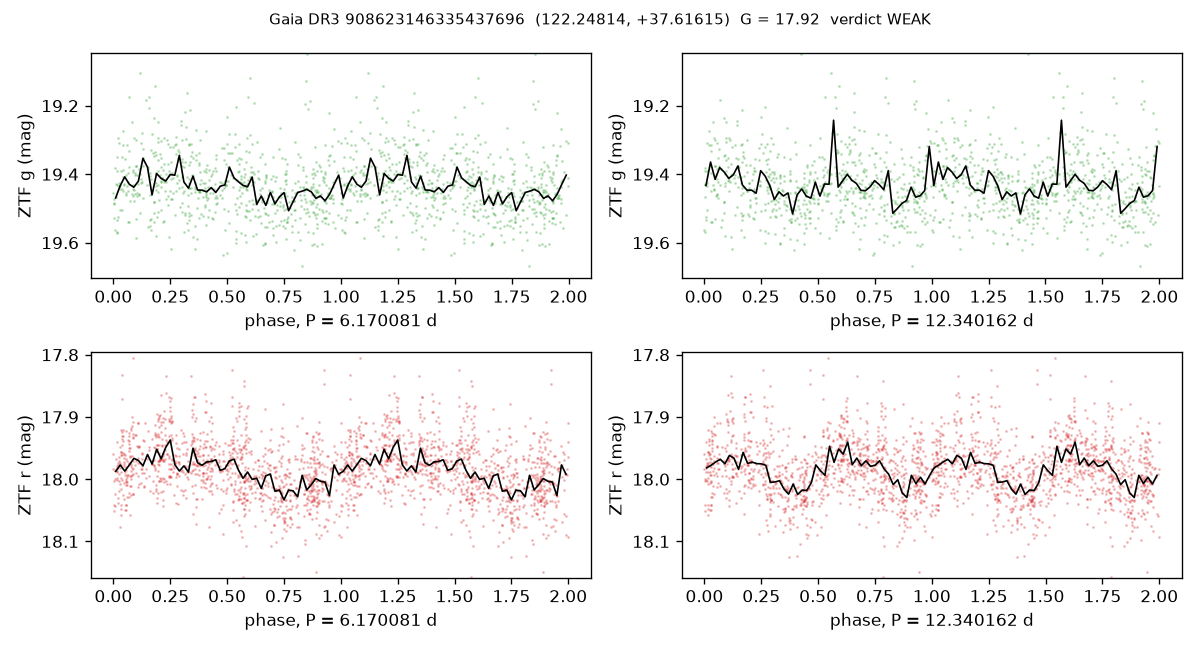 Gaia DR3 908623146335437696 (122.24814, +37.61615) G = 17.92 verdict WEAK
ZTF g (mag)
19.2
19.4
19.6
0.00 0.25 0.50 0.75 1.00 1.25 1.50 1.75 2.00
phase, P = 6.170081 d
ZTF g (mag)
19.2
19.4
19.6
0.00 0.25 0.50 0.75 1.00 1.25 1.50 1.75 2.00
phase, P = 12.340162 d
ZTF r (mag)
17.8
17.9
18.0
18.1
0.00 0.25 0.50 0.75 1.00 1.25 1.50 1.75 2.00
phase, P = 6.170081 d
ZTF r (mag)
17.8
17.9
18.0
18.1
0.00 0.25 0.50 0.75 1.00 1.25 1.50 1.75 2.00
phase, P = 12.340162 d